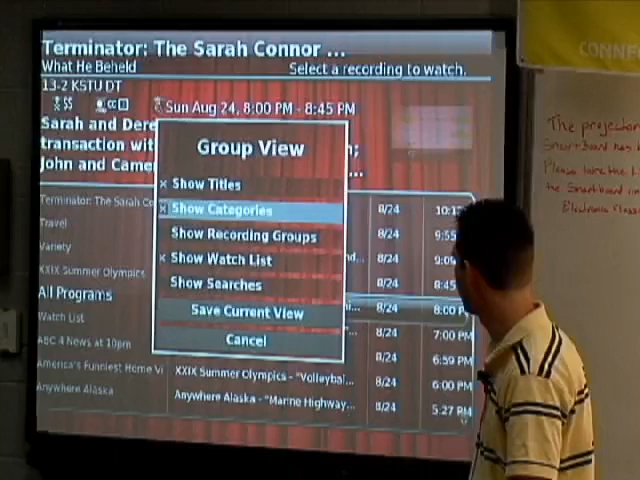 Terminator: The Sarah Connor ...
What He Beheld
Select a recording to watch.
13-2 KSTU DT
Sun Aug 24, 8:00 PM - 8:45 PM
Sarah and Dere
transaction wit
John and Came
Group View
x Show Titles
x Show Categories
Show Recording Groups
x Show Watch List
Show Searches
Save Current View
Cancel
Terminator: The Sarah Co
Travel
Variety
XXIX Summer Olympics
All Programs
Watch List
ABC 4 News at 10pm
America's Funniest Home Vi
Anywhere Alaska
8/24
8/24 9:55
8/24
8/24 8:45
8/24 8:00 P
8/24 7:00 PM
8/24 6:59 PM
XXIX Summer Olympics - "Volleybal... 8/24 6:00 PM
Anywhere Alaska - "Marine Highway... 8/24 5:27 PM
CONNE
The projector
SmartBoard has
Please
the Smartboard